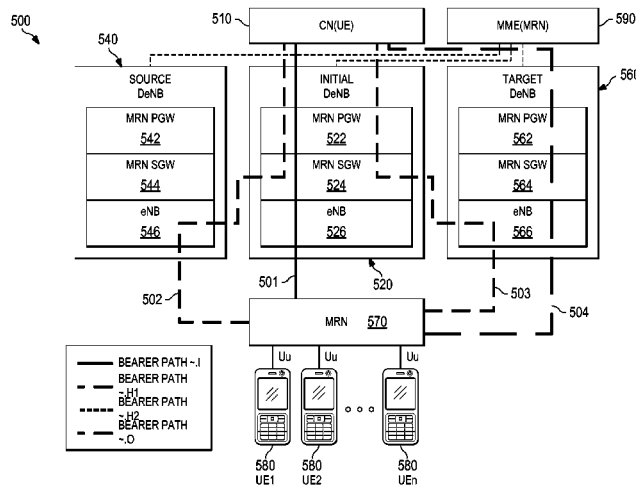 500
510
CN(UE)
MME(MRN)
590
540
SOURCE
DeNB
INITIAL
DeNB
TARGET
DeNB
560
MRN PGW
542
MRN PGW
522
MRN PGW
562
MRN SGW
544
MRN SGW
524
MRN SGW
564
eNB
546
eNB
526
eNB
566
502
501
520
503
504
MRN 570
Uu
Uu
Uu
BEARER PATH ~.I
BEARER PATH
~.H1
BEARER PATH
~.H2
BEARER PATH
~.O
580
UE1
580
UE2
580
UEn